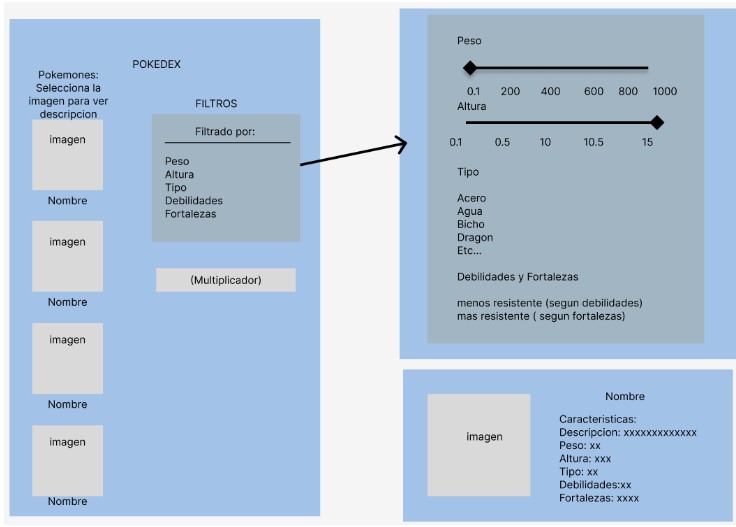 POKEDEX
Pokemones:
Selecciona la
imagen para ver
descripcion
imagen
Nombre
imagen
Nombre
imagen
Nombre
imagen
Nombre
FILTROS
Filtrado por:
Peso
Altura
Tipo
Debilidades
Fortalezas
(Multiplicador)
Peso
0.1 200 400 600 800 1000
Altura
0.1 0.5 10 10.5 15
Tipo
Acero
Agua
Bicho
Dragon
Etc...
Debilidades y Fortalezas
menos resistente (segun debilidades)
mas resistente ( segun fortalezas)
imagen
Nombre
Caracteristicas:
Descripcion: xxxxxxxxxxxxx
Peso: xx
Altura: xxx
Tipo: xx
Debilidades:xx
Fortalezas: xxxx